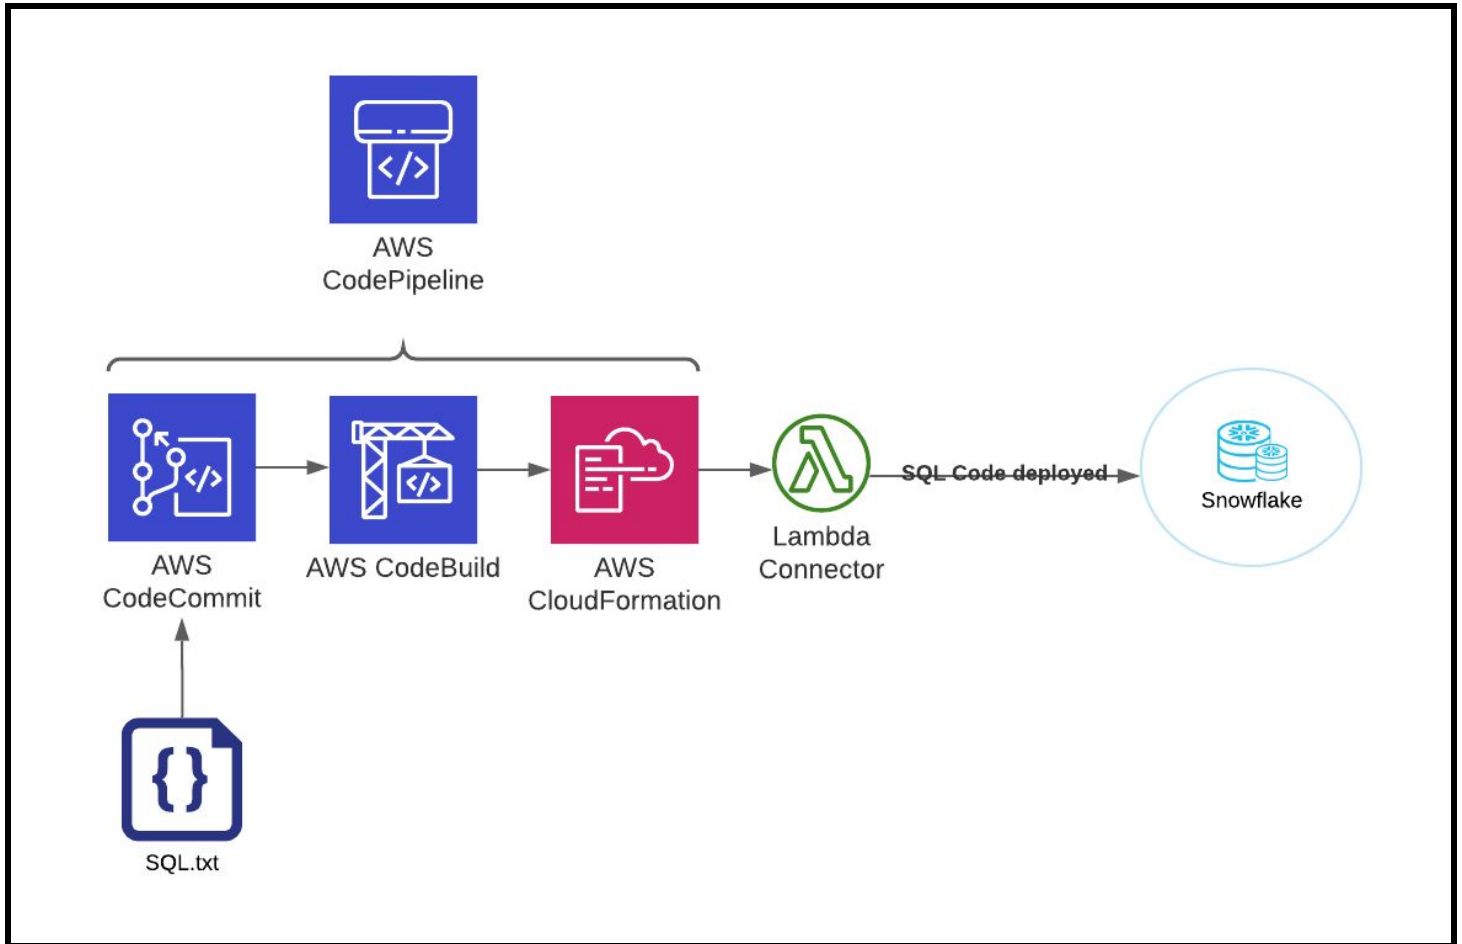 AWS
CodePipeline
AWS
CodeCommit
AWS CodeBuild
AWS
CloudFormation
Lambda
Connector
SQL Code deployed
Snowflake
SQL.txt